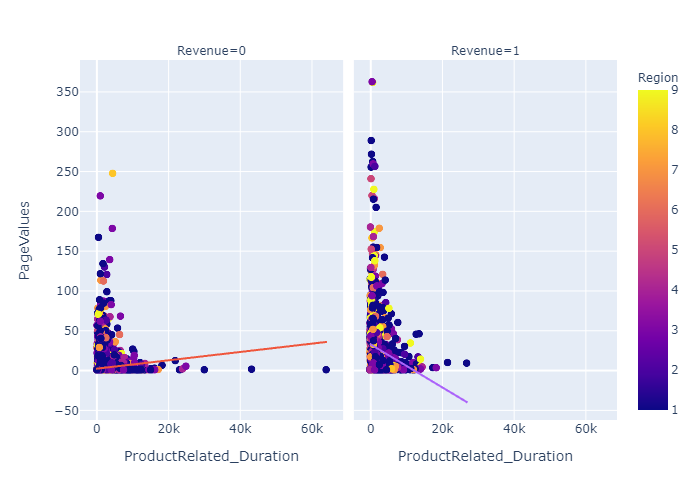 Revenue=0
Revenue=1
Region
PageValues
350
300
250
200
150
100
50
0
−50
0
20k
40k
60k
0
20k
40k
60k
ProductRelated_Duration
ProductRelated_Duration
9
8
7
6
5
4
3
2
1